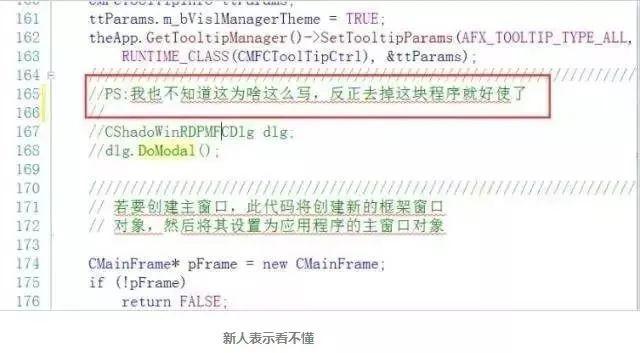 161 ttParams.m_bVislManagerTheme = TRUE;
162 theApp.GetTooltipManager()->SetTooltipParams(AFX_TOOLTIP_TYPE_ALL,
163 RUNTIME_CLASS(CMFCToolTipCtrl), &ttParams);
164 ////////////////////////////////////////////////////////////////////
165 //PS:我也不知道这为啥这么写，反正去掉这块程序就好使了
166 //
167 //CShadoWinRDPMFCDlg dlg;
168 //dlg.DoModal();
169
170 ////////////////////////////////////////////////////////////////////
171 // 若要创建主窗口，此代码将创建新的框架窗口
172 // 对象，然后将其设置为应用程序的主窗口对象
173
174 CMainFrame* pFrame = new CMainFrame;
175 if (!pFrame)
176 return FALSE;
新人表示看不懂